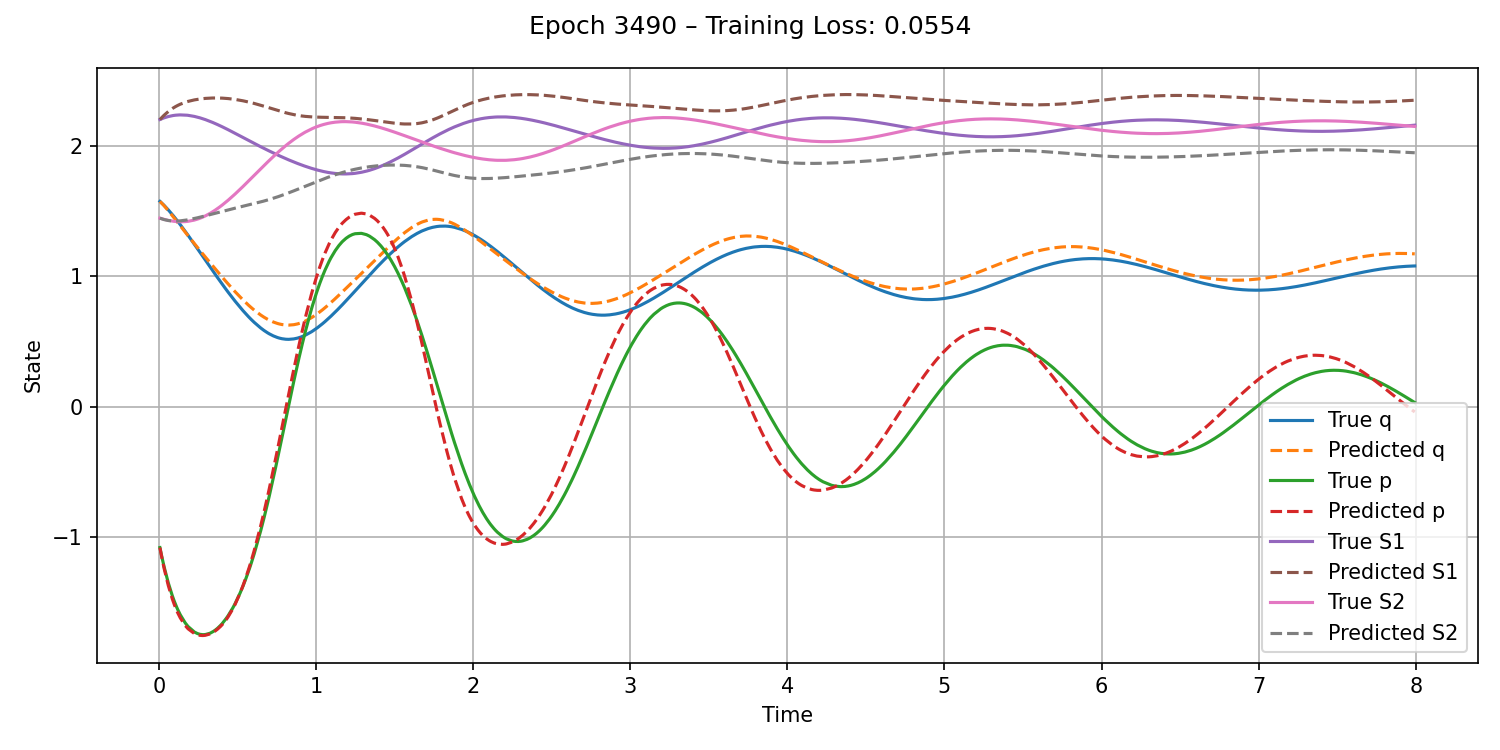 Epoch 3490 – Training Loss: 0.0554
State
2
1
0
−1
0 1 2 3 4 5 6 7 8
Time
True q
Predicted q
True p
Predicted p
True S1
Predicted S1
True S2
Predicted S2